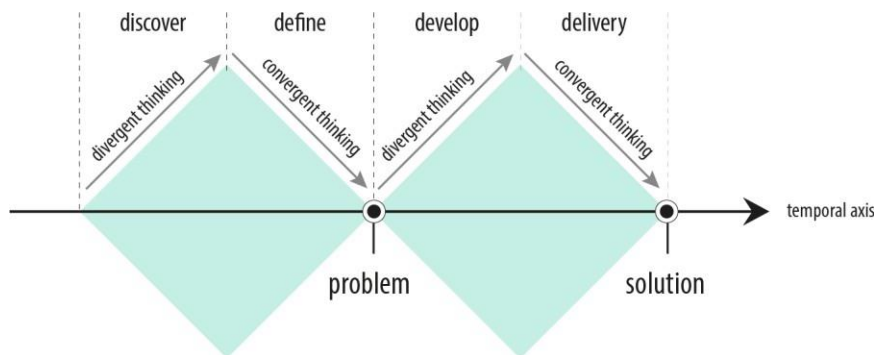 discover
define
develop
delivery
divergent thinking
convergent thinking
divergent thinking
convergent thinking
temporal axis
problem
solution